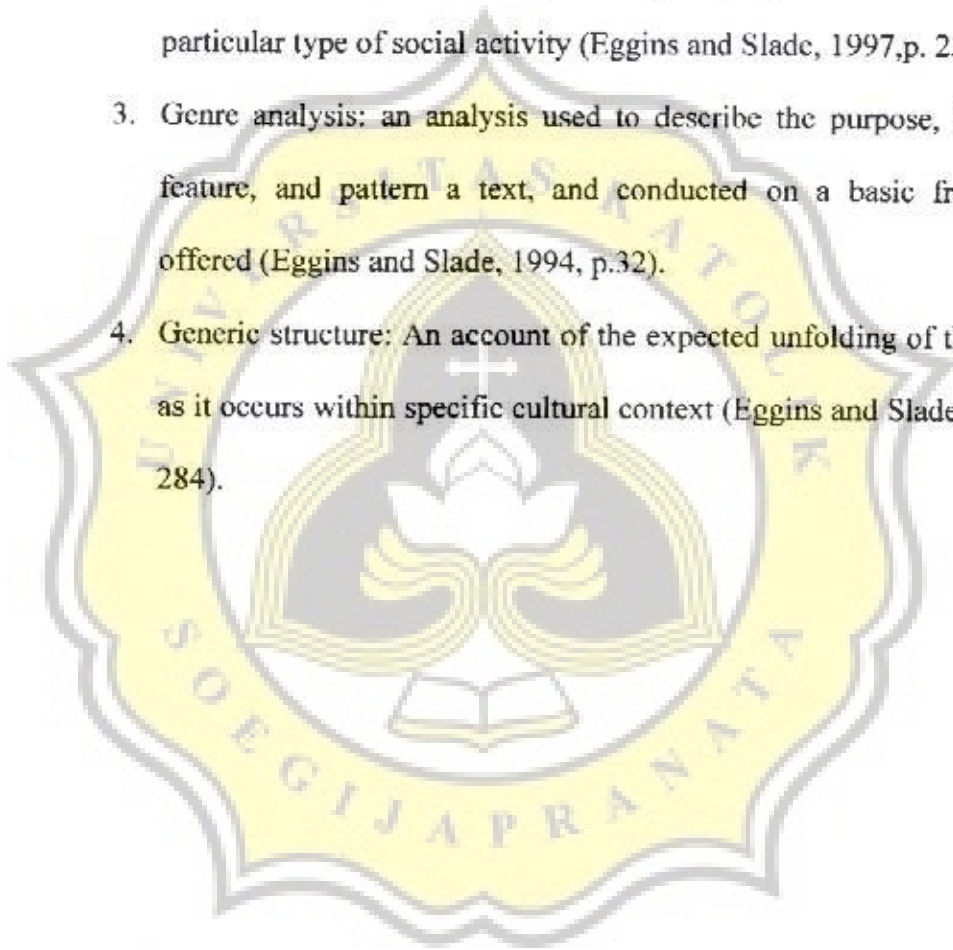 particular type of social activity (Eggins and Slade, 1997,p. 2
3. Genre analysis: an analysis used to describe the purpose,
feature, and pattern a text, and conducted on a basic fr
offered (Eggins and Slade, 1994, p.32).
4. Generic structure: An account of the expected unfolding of t
as it occurs within specific cultural context (Eggins and Slade
284).
UNIVERSITAS KATOLIK
SOEGIJAPRANATA